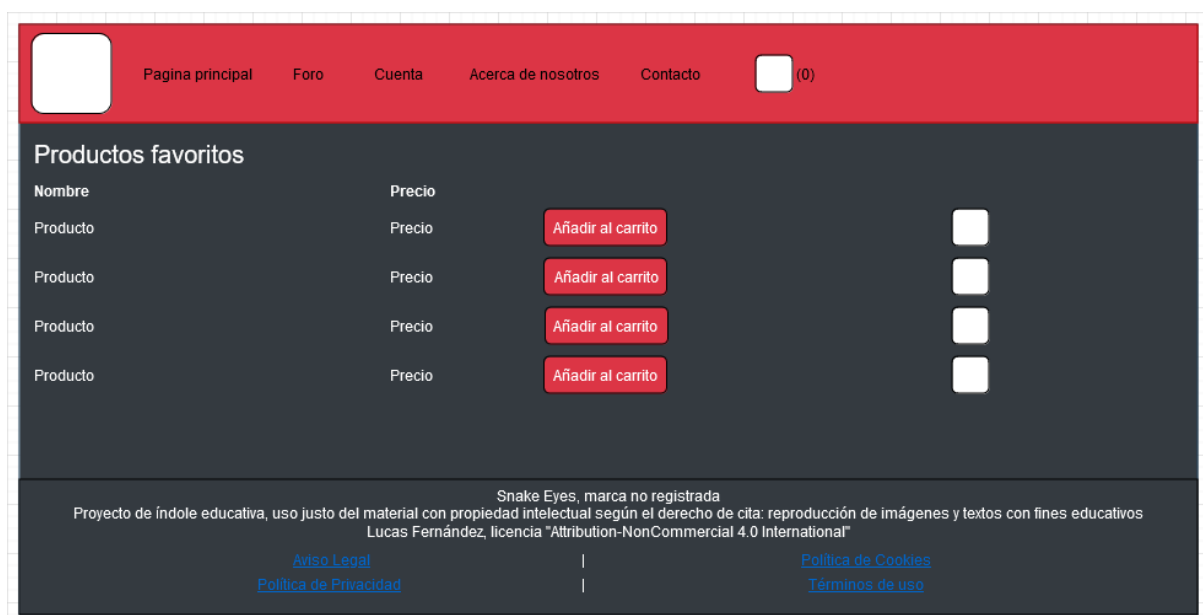 Pagina principal Foro Cuenta Acerca de nosotros Contacto (0)
Productos favoritos
Nombre Precio
Producto Precio Añadir al carrito
Producto Precio Añadir al carrito
Producto Precio Añadir al carrito
Producto Precio Añadir al carrito
Snake Eyes, marca no registrada
Proyecto de índole educativa, uso justo del material con propiedad intelectual según el derecho de cita: reproducción de imágenes y textos con fines educativos
Lucas Fernández, licencia "Attribution-NonCommercial 4.0 International"
Aviso Legal | Política de Cookies
Política de Privacidad | Términos de uso